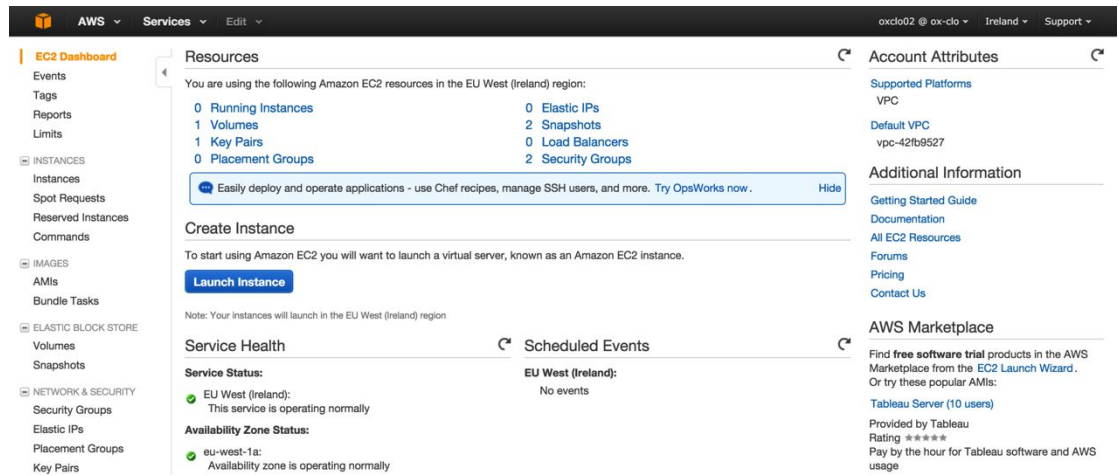 AWS Services Edit oxclo02 @ ox-clo Ireland Support
EC2 Dashboard
Events
Tags
Reports
Limits
INSTANCES
Instances
Spot Requests
Reserved Instances
Commands
IMAGES
AMIs
Bundle Tasks
ELASTIC BLOCK STORE
Volumes
Snapshots
NETWORK & SECURITY
Security Groups
Elastic IPs
Placement Groups
Key Pairs
Resources
You are using the following Amazon EC2 resources in the EU West (Ireland) region:
0 Running Instances
1 Volumes
1 Key Pairs
0 Placement Groups
0 Elastic IPs
2 Snapshots
0 Load Balancers
2 Security Groups
Easily deploy and operate applications - use Chef recipes, manage SSH users, and more. Try OpsWorks now. Hide
Create Instance
To start using Amazon EC2 you will want to launch a virtual server, known as an Amazon EC2 instance.
Launch Instance
Note: Your instances will launch in the EU West (Ireland) region
Service Health
Service Status:
EU West (Ireland):
This service is operating normally
Availability Zone Status:
eu-west-1a:
Availability zone is operating normally
Scheduled Events
EU West (Ireland):
No events
Account Attributes
Supported Platforms
VPC
Default VPC
vpc-42fb9527
Additional Information
Getting Started Guide
Documentation
All EC2 Resources
Forums
Pricing
Contact Us
AWS Marketplace
Find free software trial products in the AWS
Marketplace from the EC2 Launch Wizard.
Or try these popular AMIs:
Tableau Server (10 users)
Provided by Tableau
Rating
Pay by the hour for Tableau software and AWS
usage